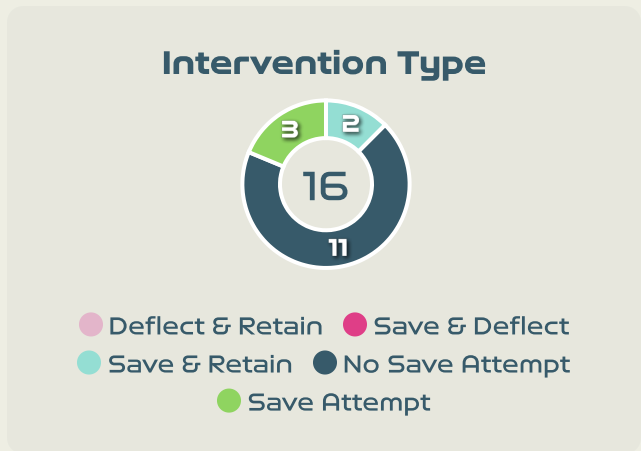 Intervention Type
3
2
16
11
Deflect & Retain Save & Deflect
Save & Retain No Save Attempt
Save Attempt